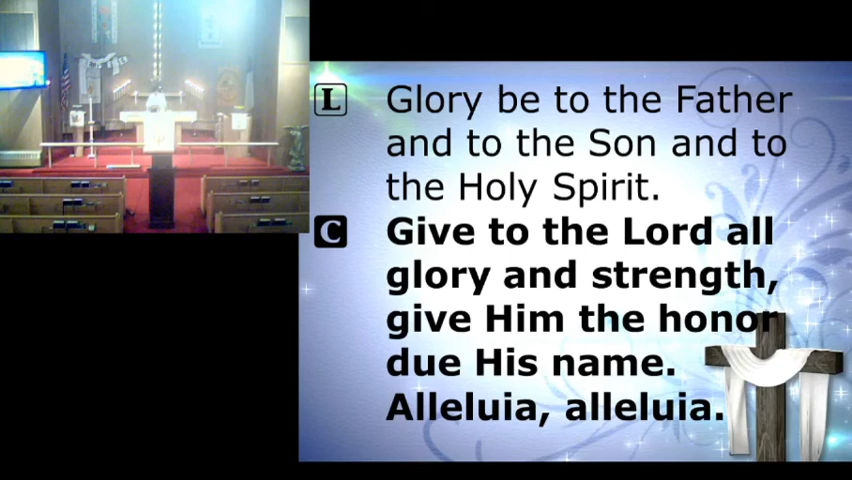 L Glory be to the Father
and to the Son and to
the Holy Spirit.
C Give to the Lord all
glory and strength,
give Him the honor
due His name.
Alleluia, alleluia.